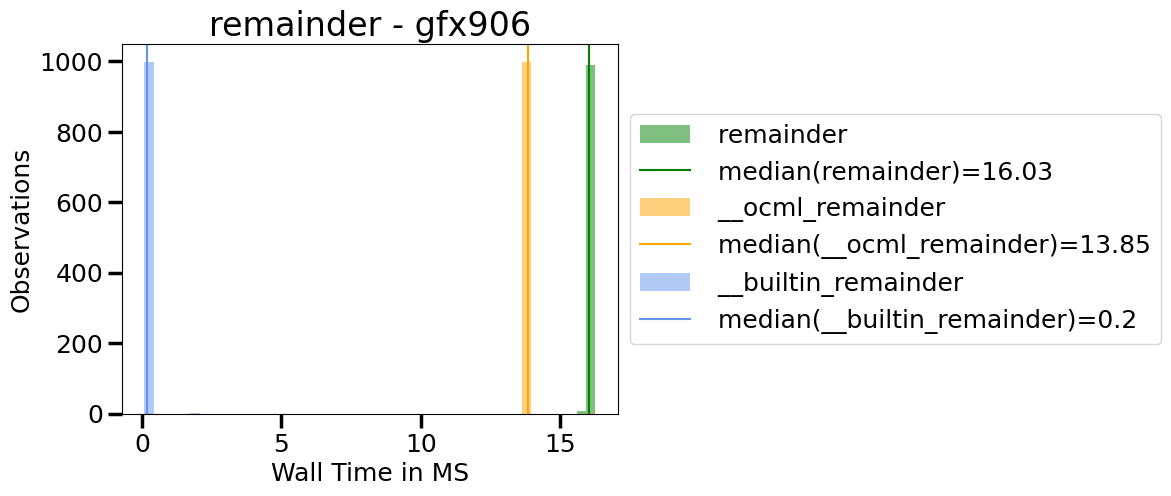 remainder - gfx906
1000
800
600
400
200
0
Observations
0 5 10 15
Wall Time in MS
remainder
median(remainder)=16.03
__ocml_remainder
median(__ocml_remainder)=13.85
__builtin_remainder
median(__builtin_remainder)=0.2